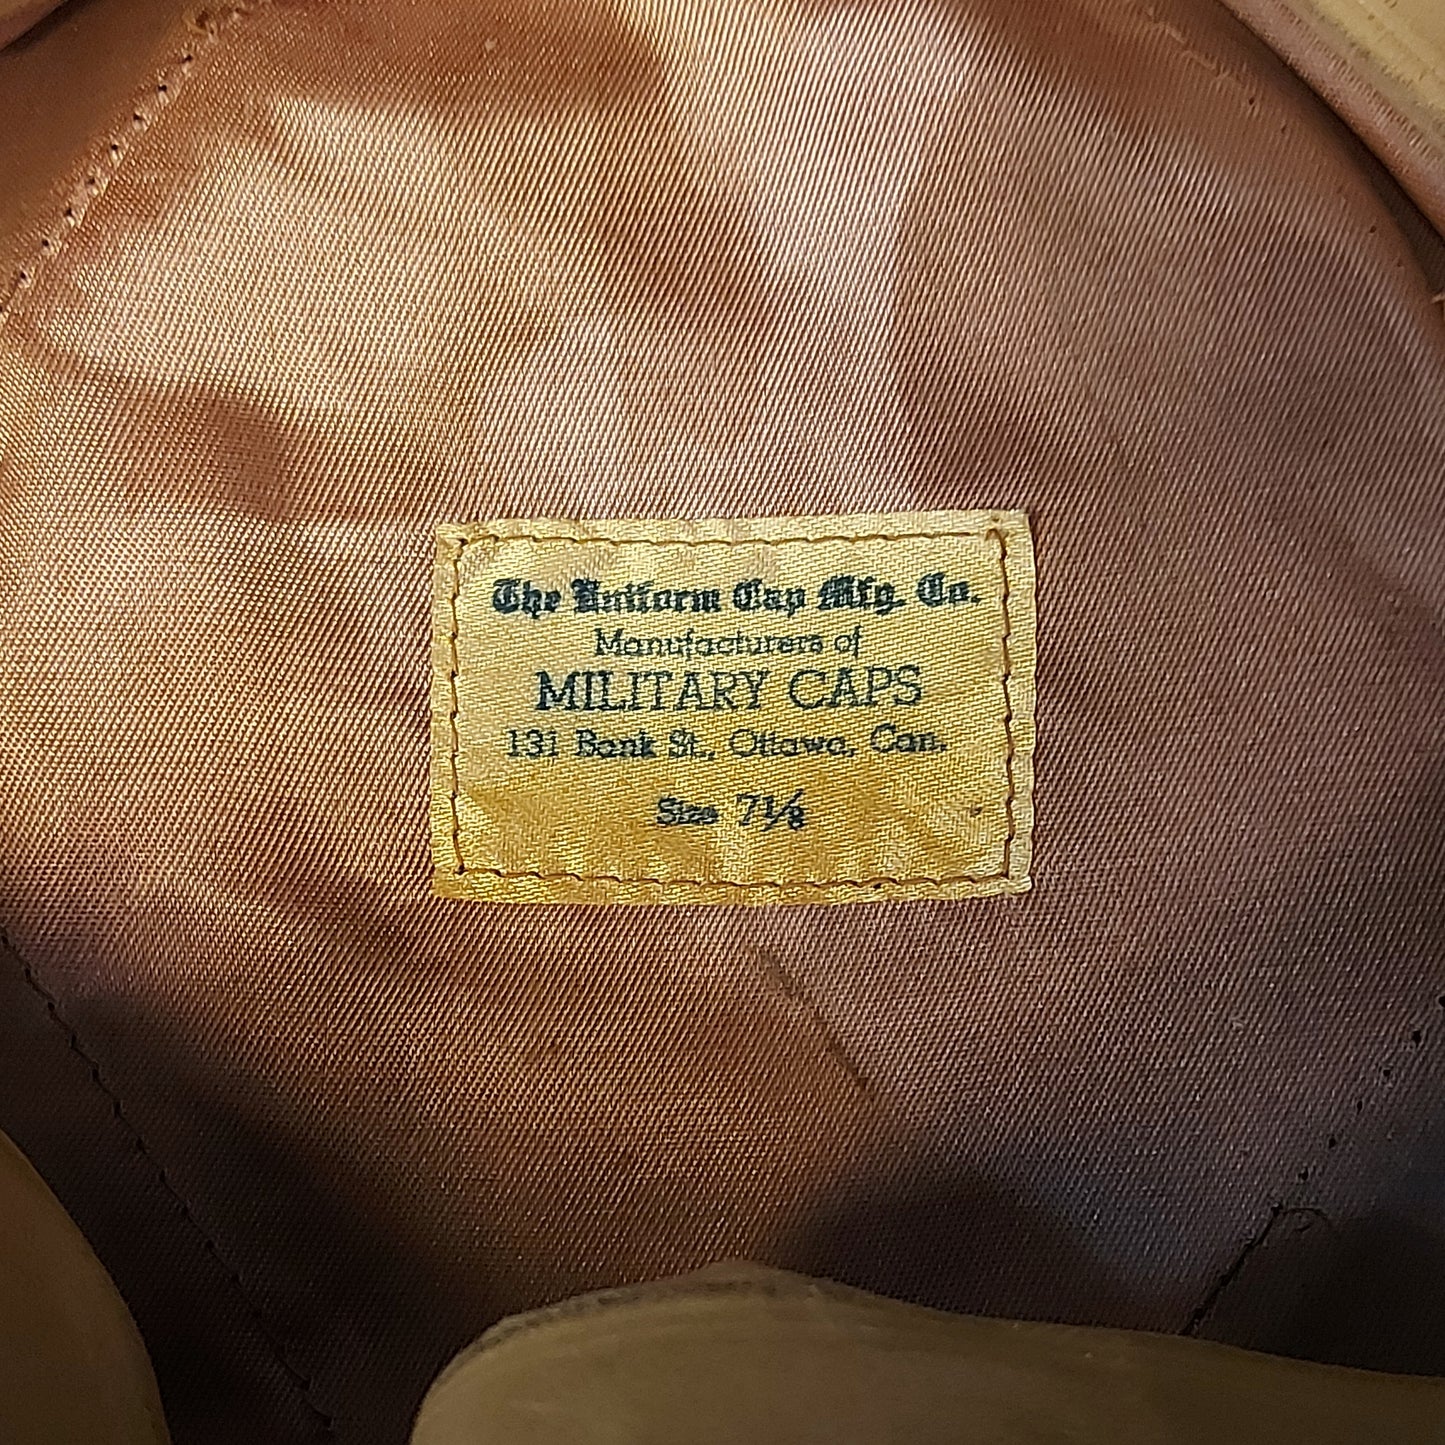 The Uniform Cap Mfg. Co.
Manufacturers of
MILITARY CAPS
131 Bank St., Ottawa, Can.
Size 7⅛